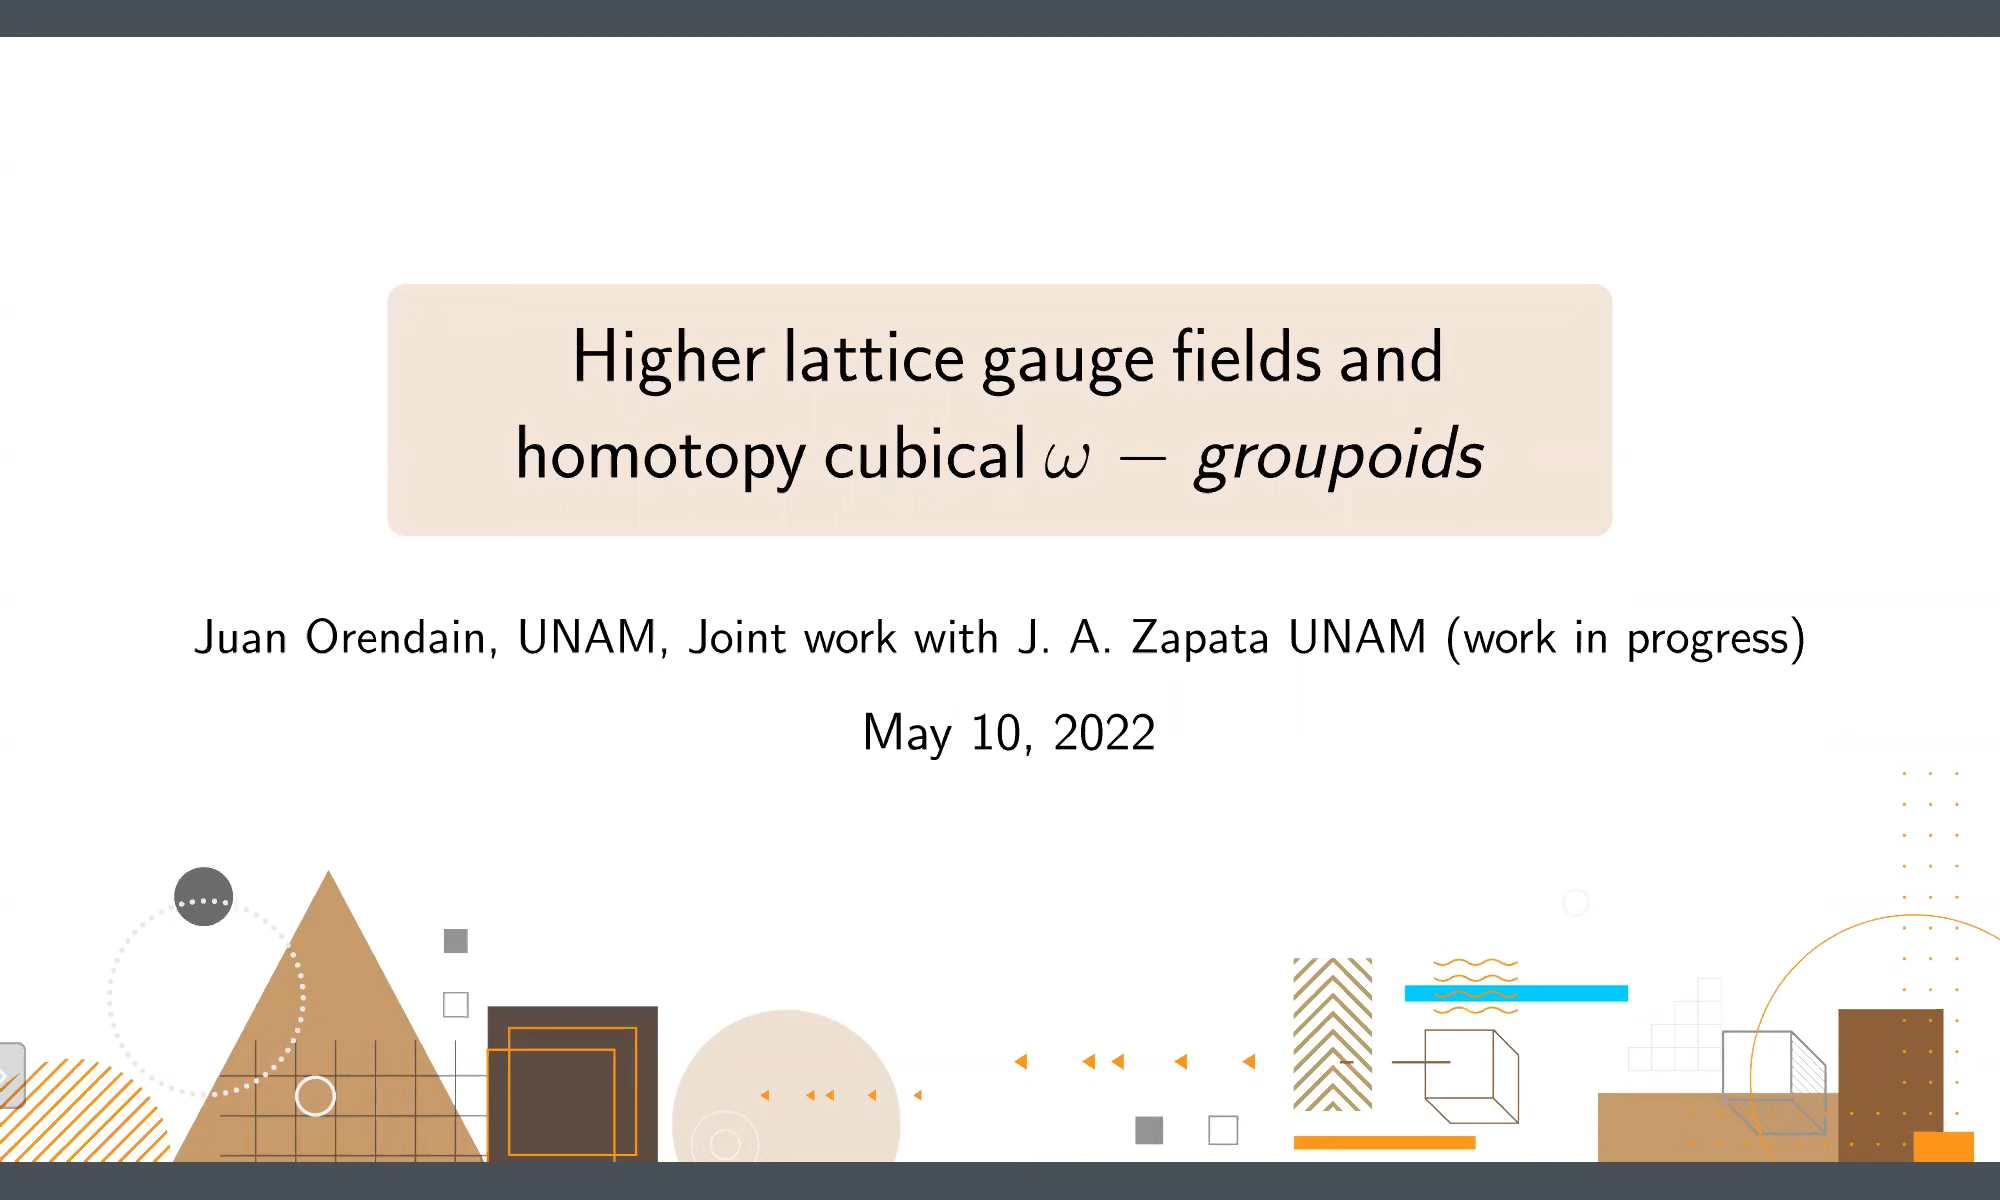 Higher lattice gauge fields and
homotopy cubical ω − groupoids
Juan Orendain, UNAM, Joint work with J. A. Zapata UNAM (work in progress)
May 10, 2022